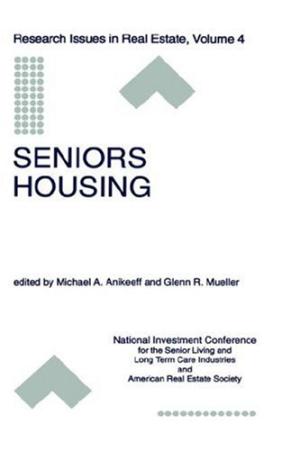 Research Issues in Real Estate, Volume 4
SENIORS
HOUSING
edited by Michael A. Anikeeff and Glenn R. Mueller
National Investment Conference
for the Senior Living and
Long Term Care Industries
and
American Real Estate Society